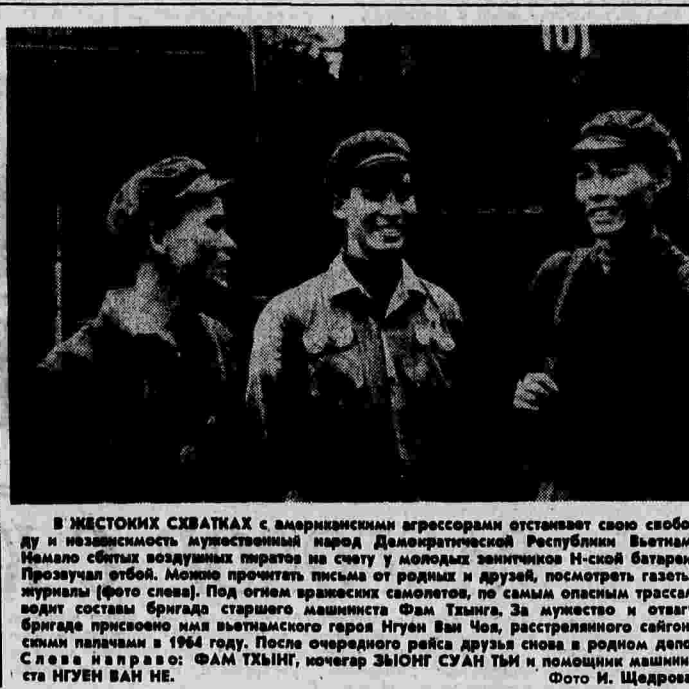 (0)
В ЖЕСТОКИХ СХВАТКАХ с американскими агрессорами отстаивает свою свобо
ду и независимость мужественный народ Демократической Республики Вьетнам
Немало сбитых воздушных пиратов на счету у молодых зенитчиков Н-ской батареи
Прозвучал отбой. Можно прочитать письма от родных и друзей, посмотреть газеты
журналы (фото слева). Под огнем вражеских самолетов, по самым опасным трассам
водит составы бригада старшего машиниста Фам Тхынга. За мужество и отваг
бригаде присвоено имя вьетнамского героя Нгуен Ван Чоя, расстрелянного сайгон
скими палачами в 1964 году. После очередного рейса друзья снова в родном депо
Слева направо: ФАМ ТХЫНГ, кочегар ЗЫОНГ СУАН ТЬИ и помощник машини
ста НГУЕН ВАН НЕ.
Фото И. Щедрова